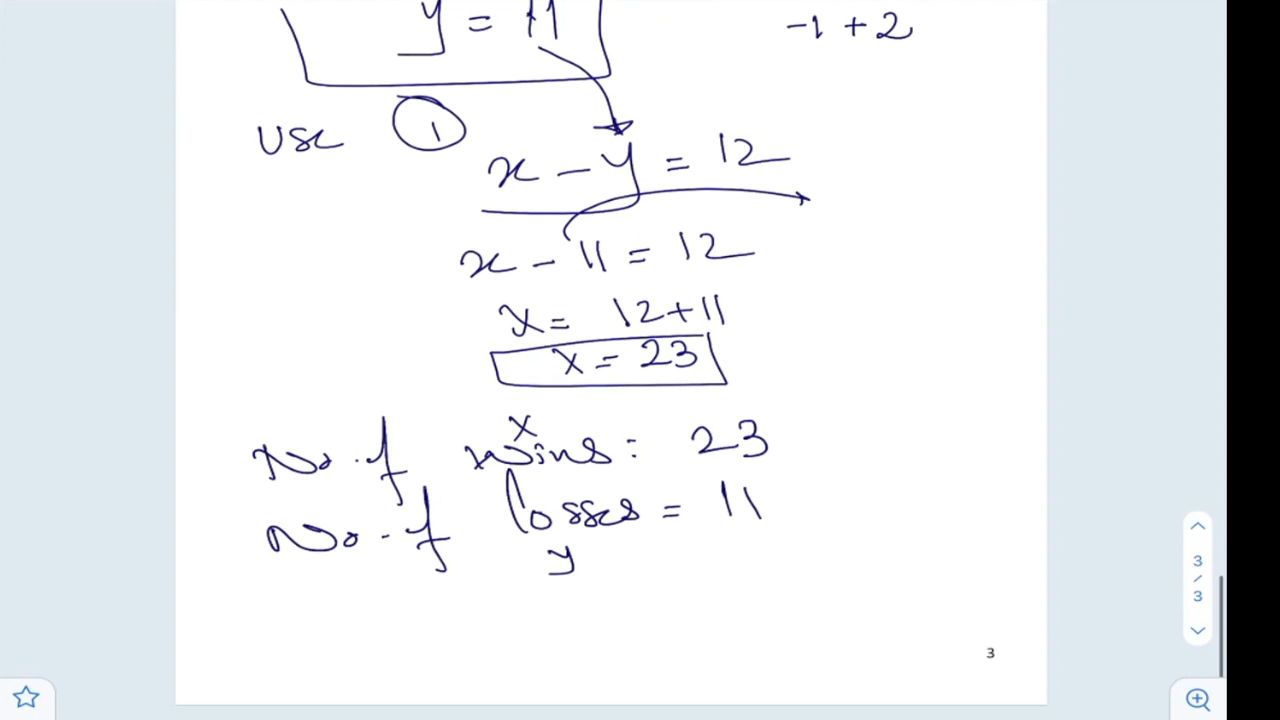 y = 11
-1 + 2
use 1
x - y = 12
x - 11 = 12
x = 12+11
x = 23
x
No. of wins: 23
No. of losses = 11
y
3
/
3
3